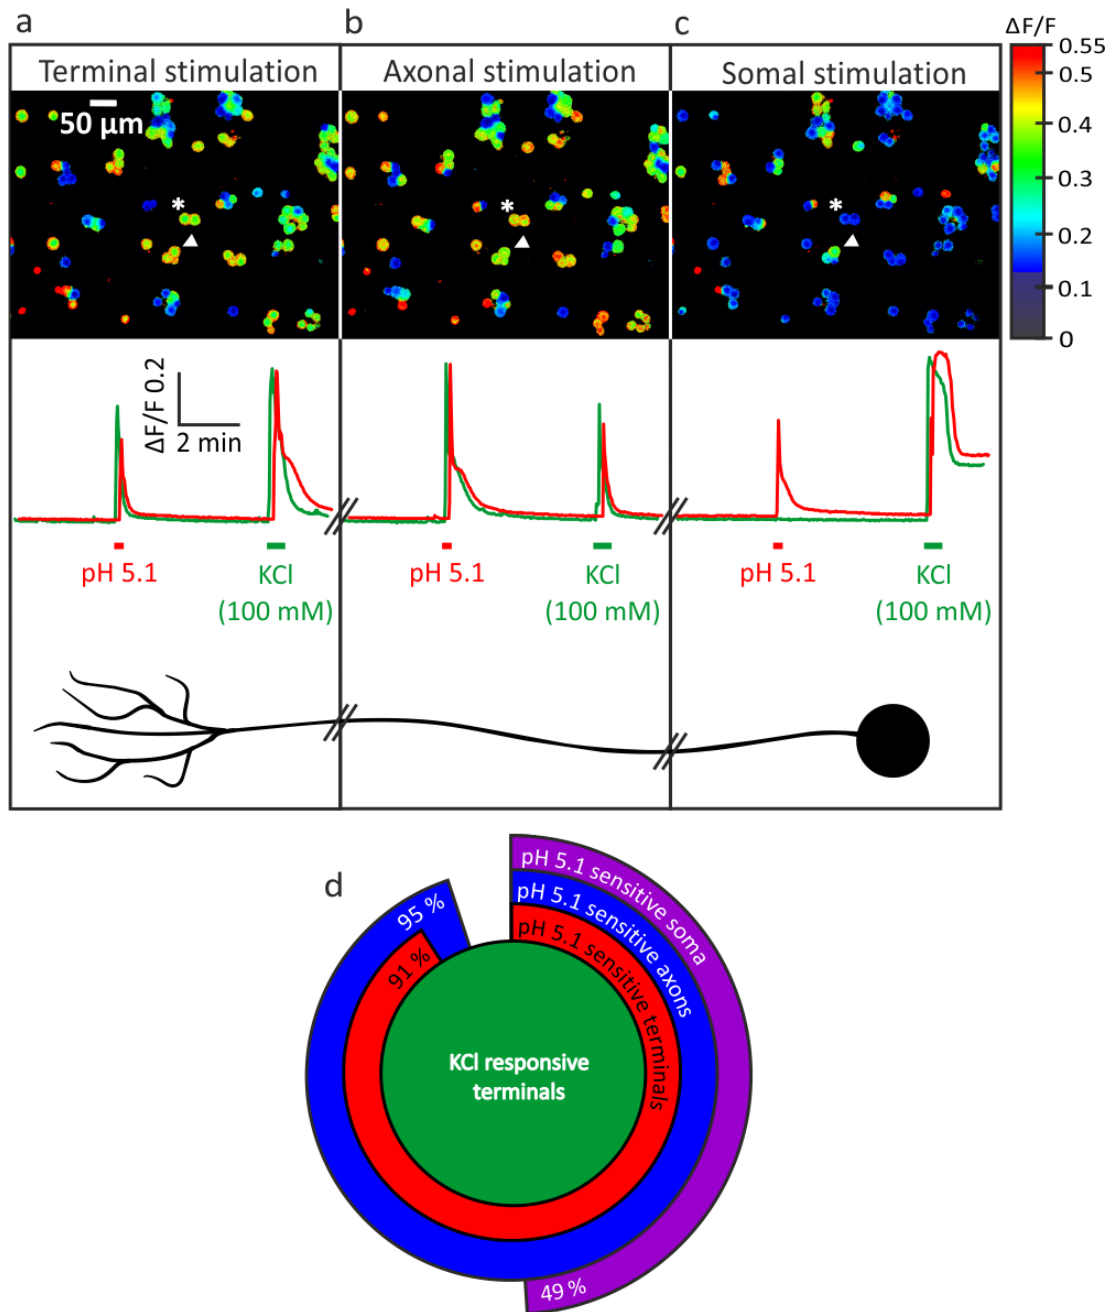 a
b
c
ΔF/F
Terminal stimulation
Axonal stimulation
Somal stimulation
0.55
0.5
0.4
0.3
0.2
0.1
0
50 µm
*
*
*
ΔF/F 0.2
2 min
pH 5.1
KCl
(100 mM)
pH 5.1
KCl
(100 mM)
pH 5.1
KCl
(100 mM)
d
pH 5.1 sensitive soma
pH 5.1 sensitive axons
pH 5.1 sensitive terminals
95 %
91 %
KCl responsive
terminals
49 %